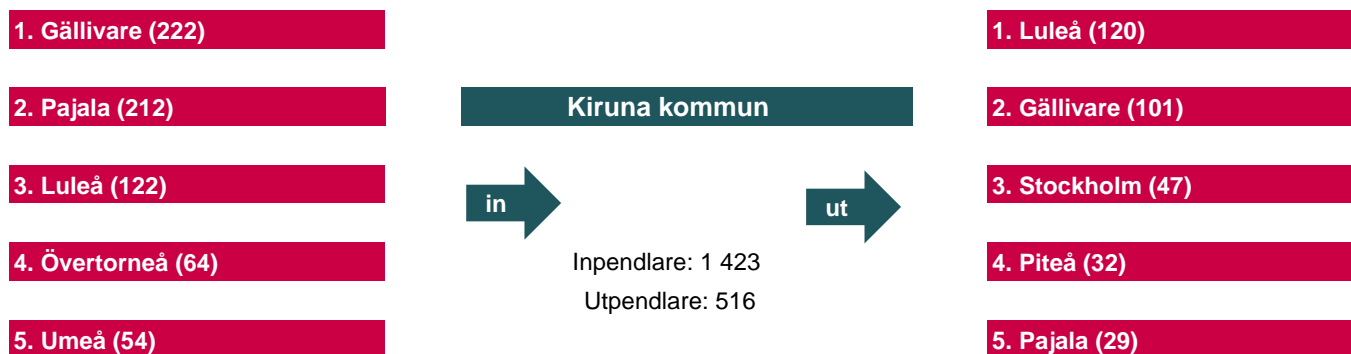 1. Gällivare (222)
2. Pajala (212)
3. Luleå (122)
4. Övertorneå (64)
5. Umeå (54)
Kiruna kommun
in
ut
Inpendlare: 1 423
Utpendlare: 516
1. Luleå (120)
2. Gällivare (101)
3. Stockholm (47)
4. Piteå (32)
5. Pajala (29)